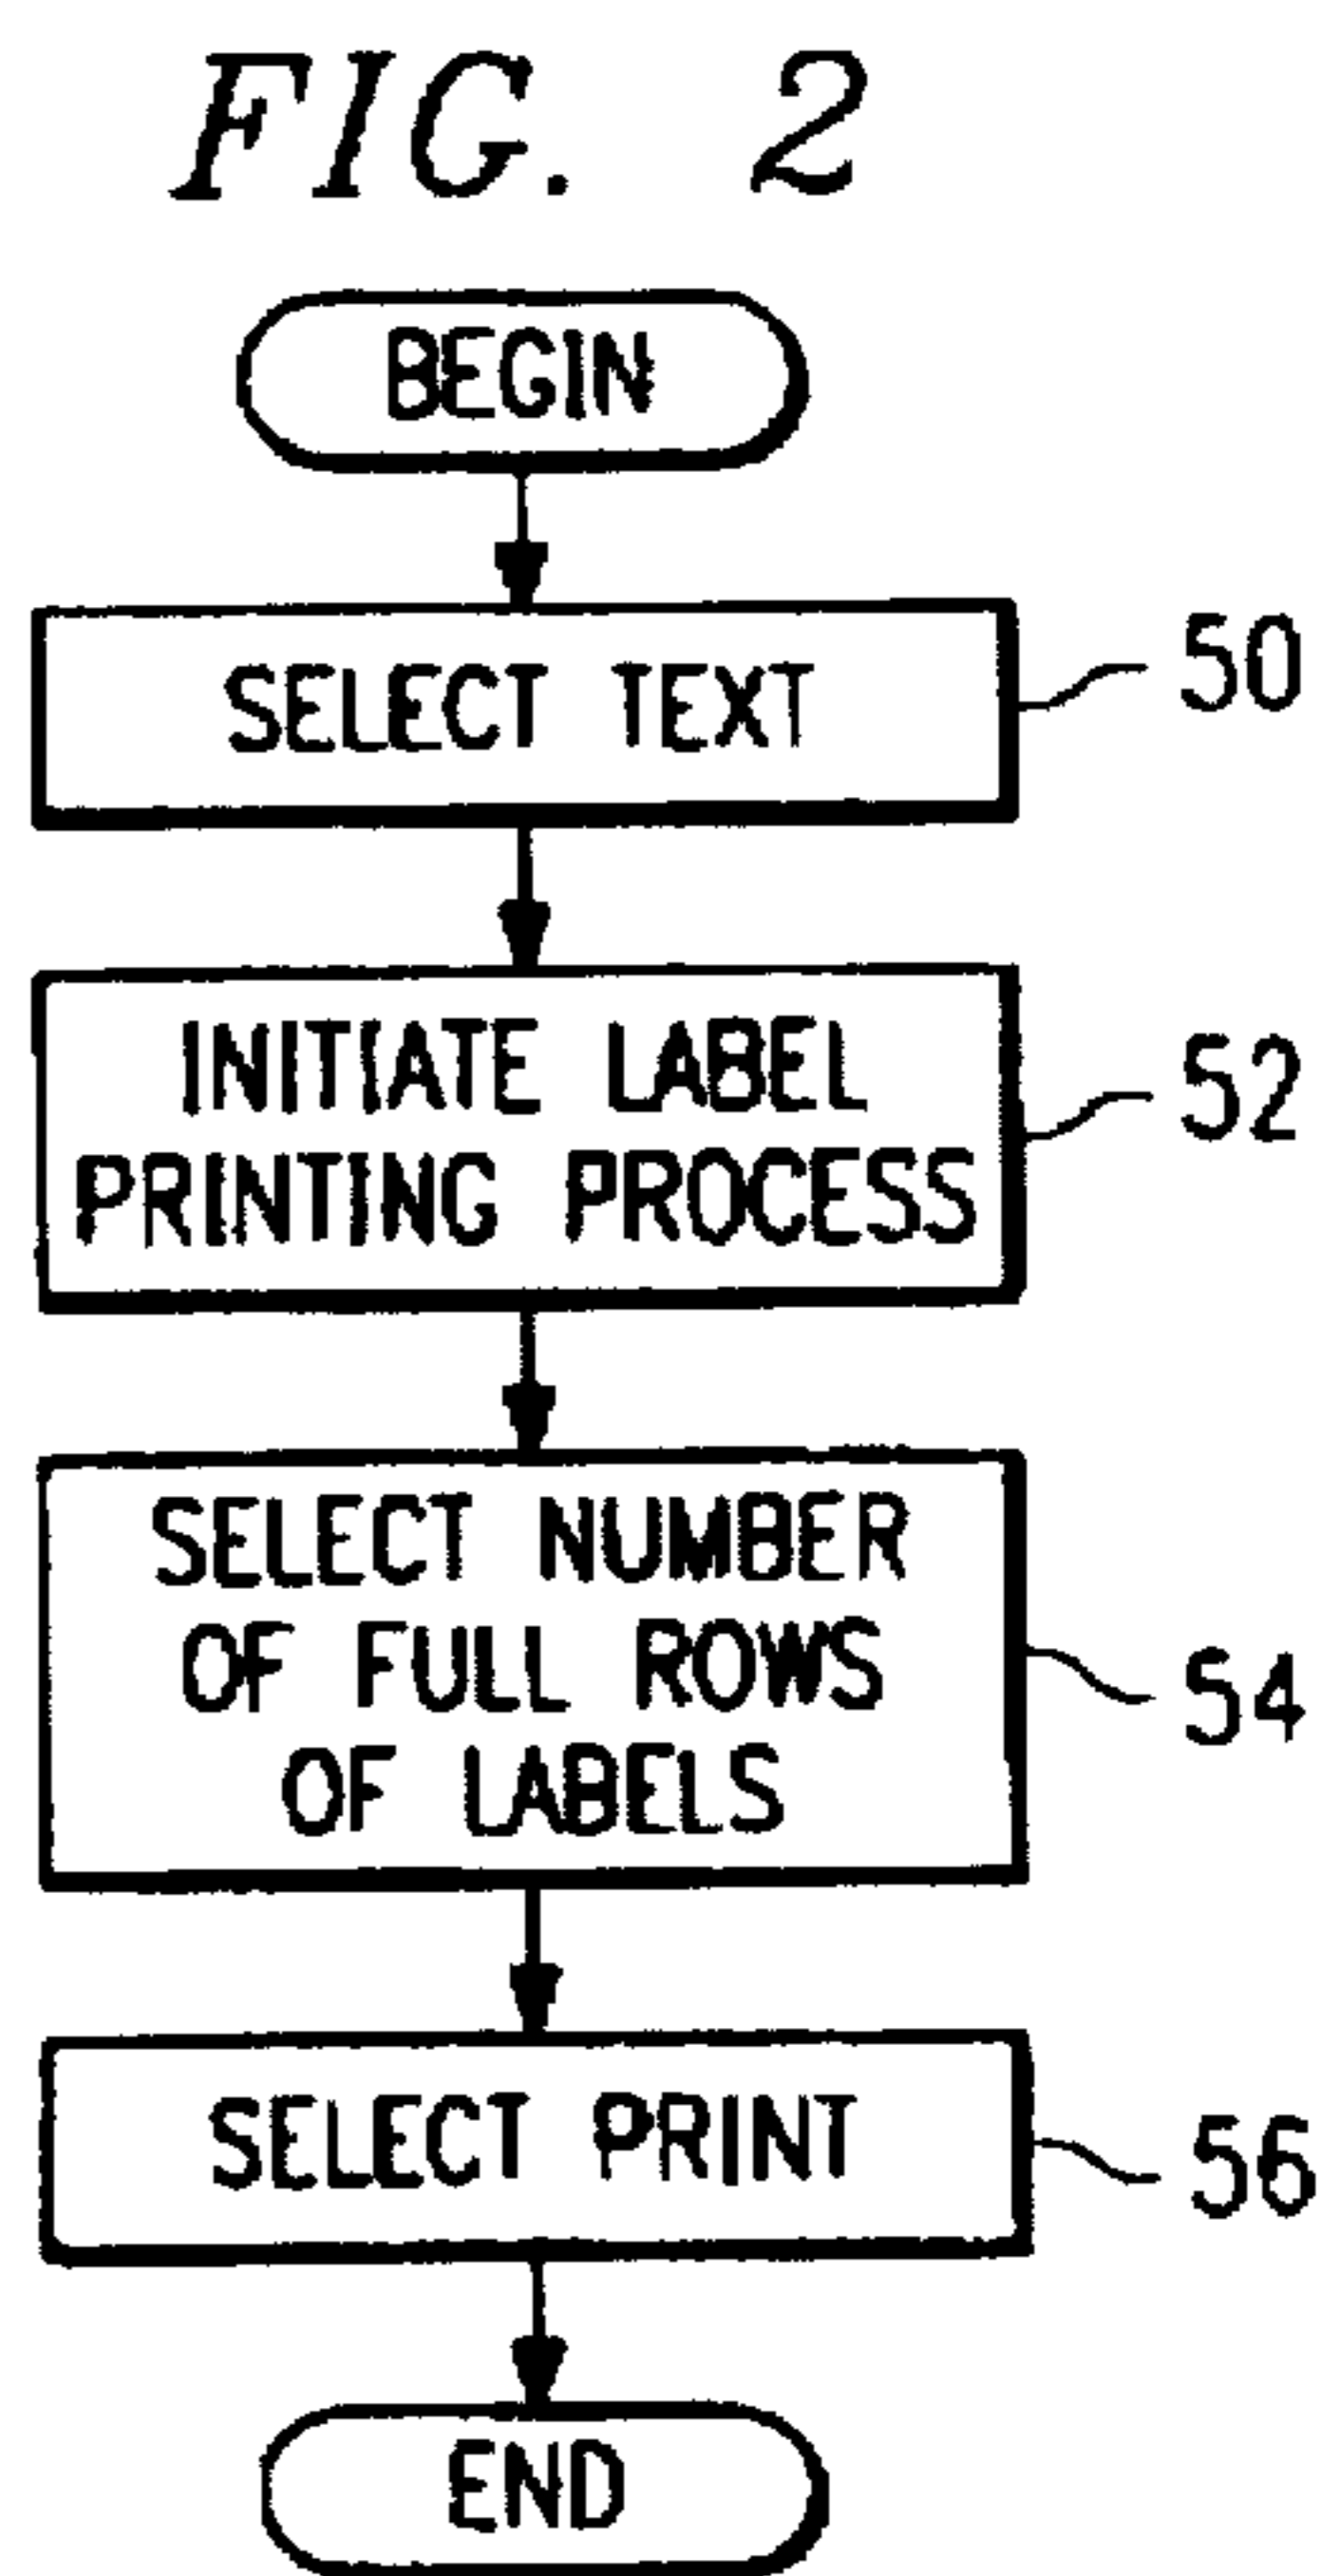 FIG. 2
BEGIN
SELECT TEXT
50
INITIATE LABEL
PRINTING PROCESS
52
SELECT NUMBER
OF FULL ROWS
OF LABELS
54
SELECT PRINT
56
END